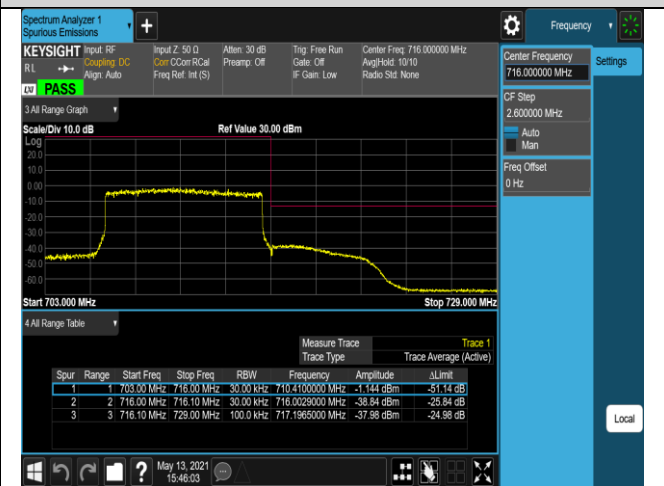 Spectrum Analyzer 1
Spurious Emissions
+
Frequency
KEYSIGHT Input: RF Input Z: 50 Ω Atten: 30 dB Trig: Free Run Center Freq: 716.000000 MHz
RL Coupling: DC Corr CCorr RCal Preamp: Off Gate: Off Avg|Hold: 10/10
Align: Auto Freq Ref: Int (S) IF Gain: Low Radio Std: None
LXI PASS
3 All Range Graph
Scale/Div 10.0 dB Ref Value 30.00 dBm
Log
20.0
10.0
0.00
-10.0
-20.0
-30.0
-40.0
-50.0
-60.0
Start 703.000 MHz Stop 729.000 MHz
4 All Range Table
Measure Trace Trace 1
Trace Type Trace Average (Active)
Spur Range Start Freq Stop Freq RBW Frequency Amplitude ΔLimit
1 1 703.00 MHz 716.00 MHz 30.00 kHz 710.4100000 MHz -1.144 dBm -51.14 dB
2 2 716.00 MHz 716.10 MHz 30.00 kHz 716.0029000 MHz -38.84 dBm -25.84 dB
3 3 716.10 MHz 729.00 MHz 100.0 kHz 717.1965000 MHz -37.98 dBm -24.98 dB
Center Frequency
716.000000 MHz
Settings
CF Step
2.600000 MHz
Auto
Man
Freq Offset
0 Hz
Local
? May 13, 2021
15:46:03